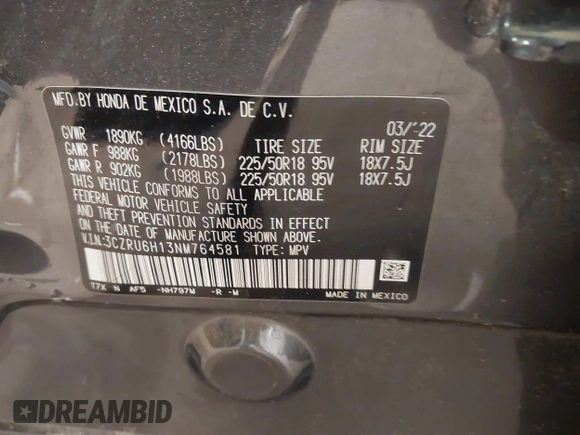 MFD.BY HONDA DE MEXICO S.A. DE C.V.
03/'22
GVWR 1890KG (4166LBS) TIRE SIZE RIM SIZE
GAWR F 988KG (2178LBS) 225/50R18 95V 18X7.5J
GAWR R 902KG (1988LBS) 225/50R18 95V 18X7.5J
THIS VEHICLE CONFORMS TO ALL APPLICABLE
FEDERAL MOTOR VEHICLE SAFETY
AND THEFT PREVENTION STANDARDS IN EFFECT
ON THE DATE OF MANUFACTURE SHOWN ABOVE.
V.I.N:3CZRU6H13NM764581 TYPE: MPV
T7X N AF5 -NH797M -R -M
MADE IN MEXICO
DREAMBID